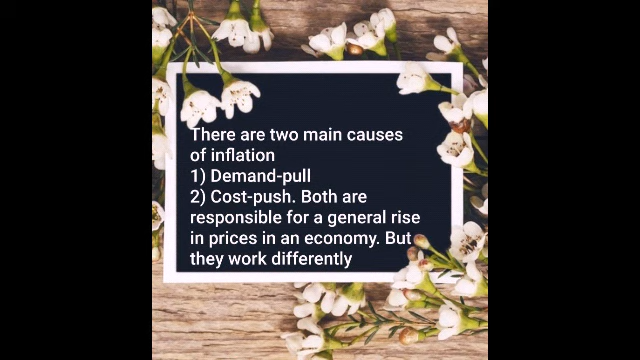 There are two main causes
of inflation
1) Demand-pull
2) Cost-push. Both are
responsible for a general rise
in prices in an economy. But
they work differently